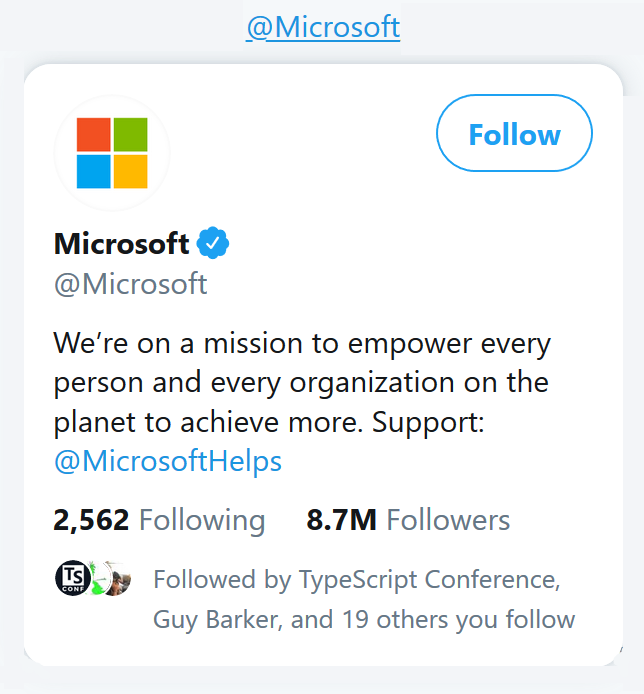 @Microsoft
Follow
Microsoft
@Microsoft
We’re on a mission to empower every
person and every organization on the
planet to achieve more. Support:
@MicrosoftHelps
2,562 Following 8.7M Followers
TS
CONF
Followed by TypeScript Conference,
Guy Barker, and 19 others you follow